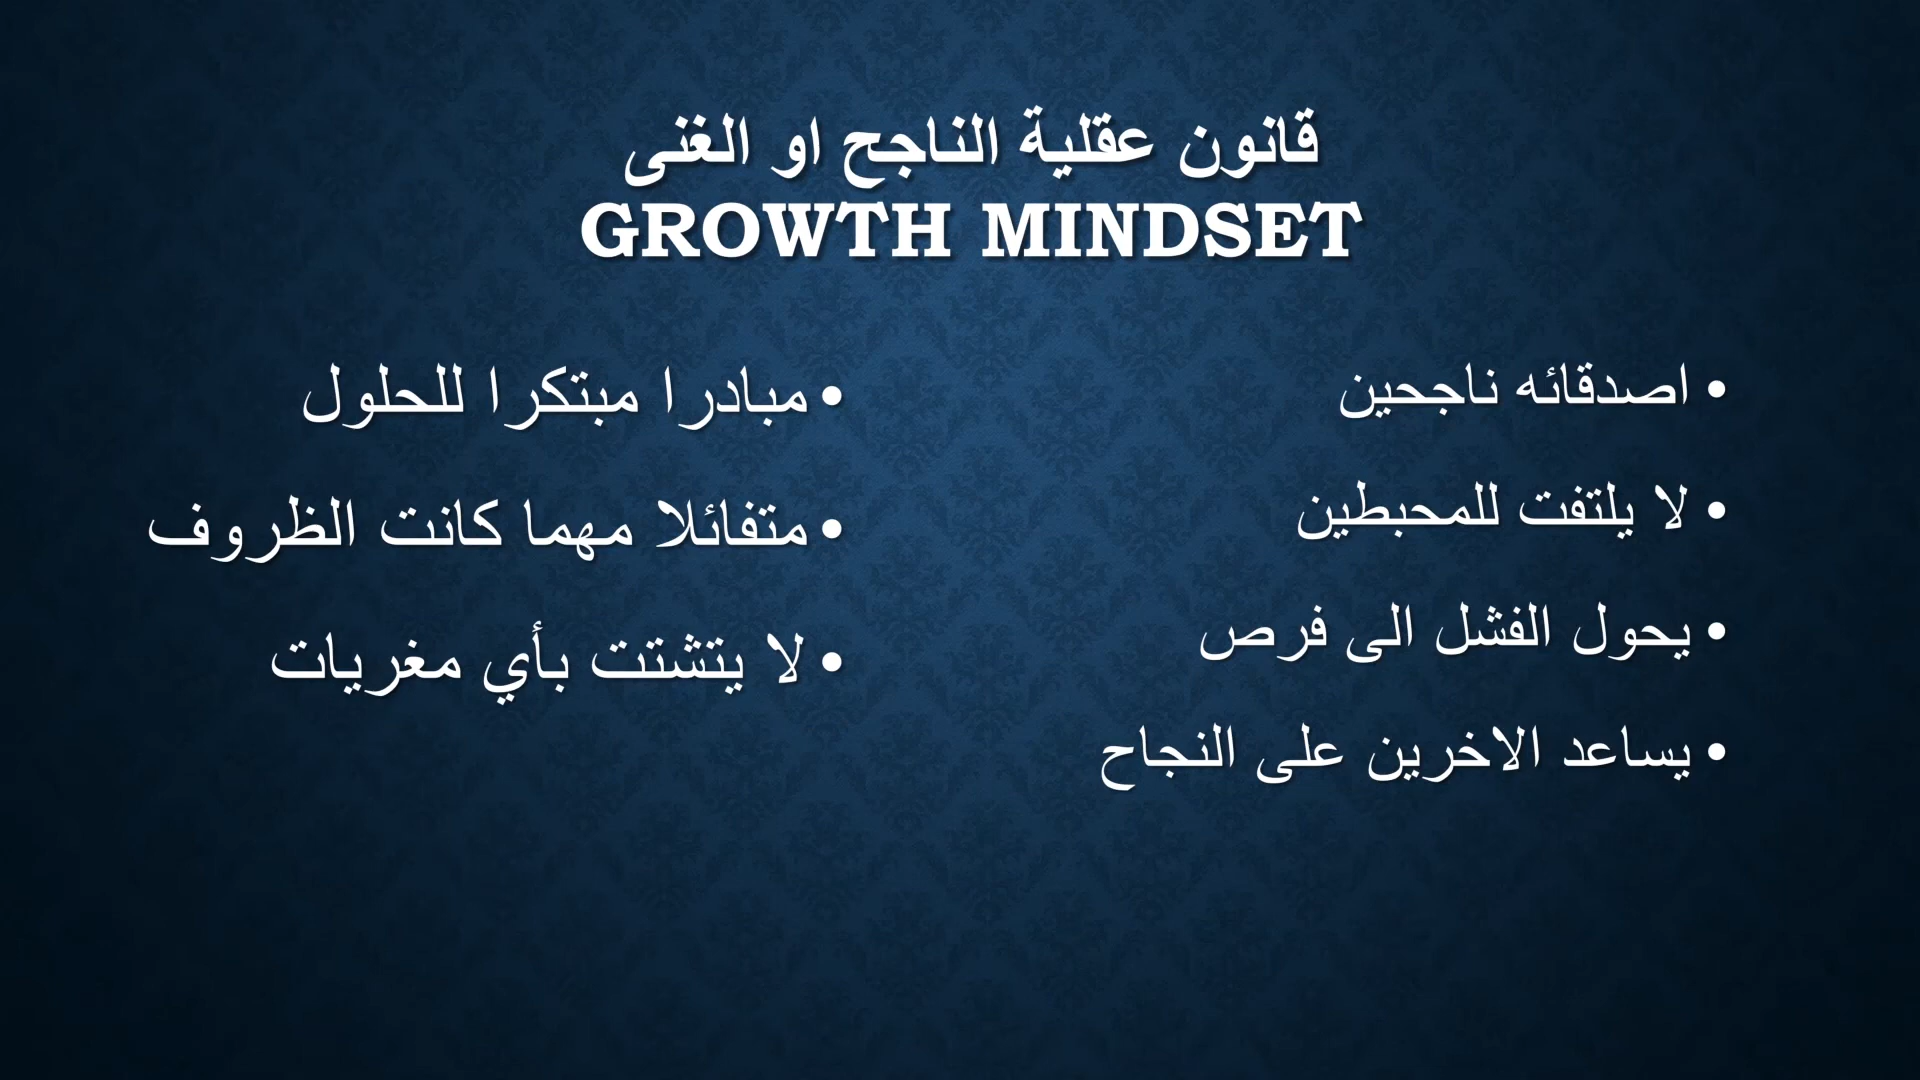 قانون عقلية الناجح او الغنى
GROWTH MINDSET
• اصدقائه ناجحين
• لا يلتفت للمحبطين
• يحول الفشل الى فرص
• يساعد الاخرين على النجاح
• مبادرا مبتكرا للحلول
• متفائلا مهما كانت الظروف
• لا يتشتت بأي مغريات